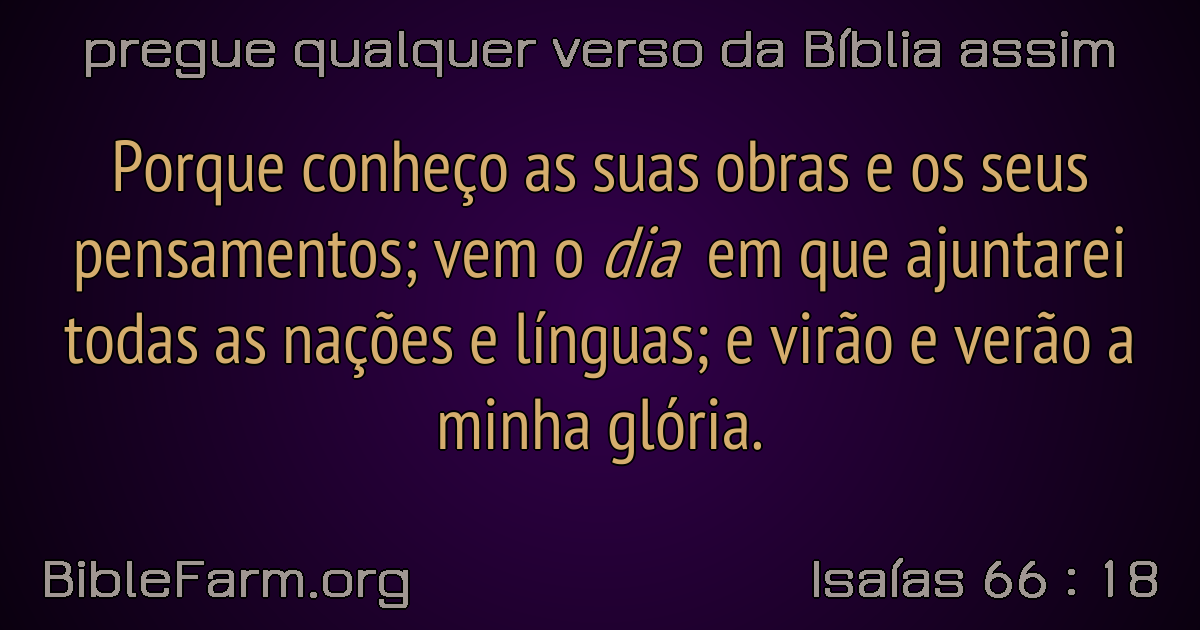 pregue qualquer verso da Bíblia assim
Porque conheço as suas obras e os seus
pensamentos; vem o dia em que ajuntarei
todas as nações e línguas; e virão e verão a
minha glória.
BibleFarm.org
Isaías 66 : 18